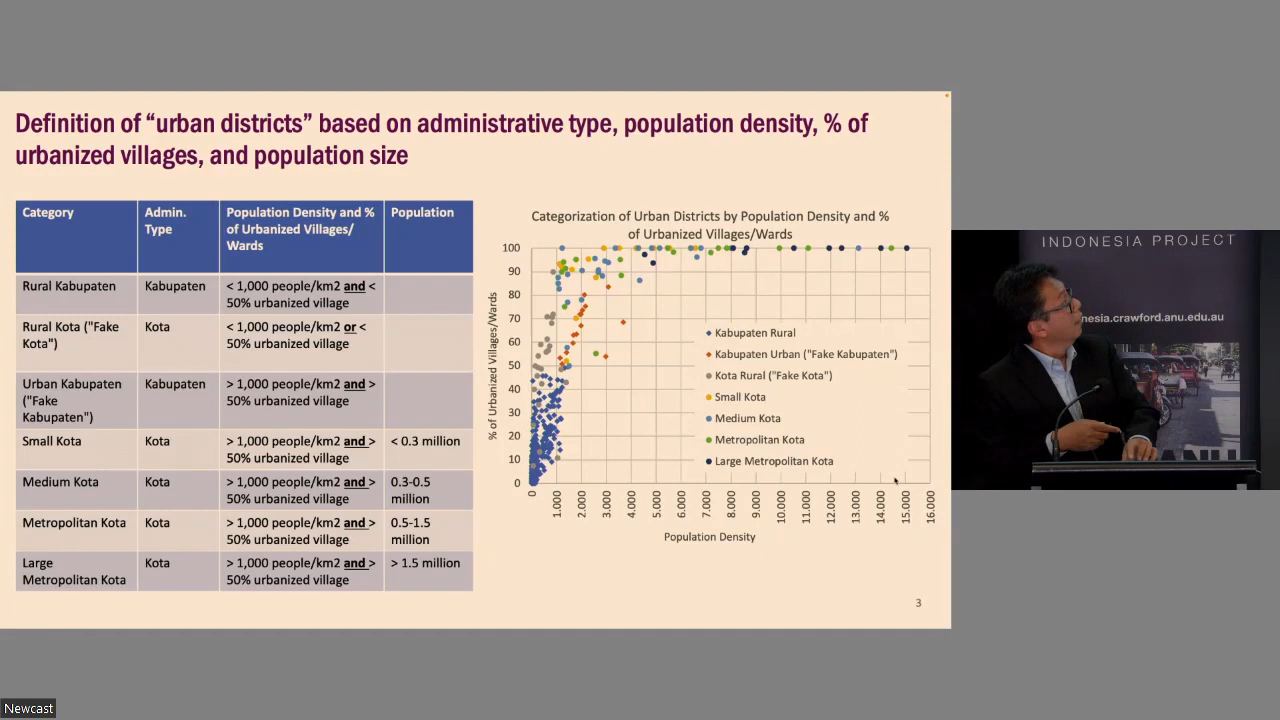 Definition of “urban districts” based on administrative type, population density, % of
urbanized villages, and population size
Category
Admin.
Type
Population Density and %
of Urbanized Villages/
Wards
Population
Rural Kabupaten
Kabupaten
< 1,000 people/km2 and <
50% urbanized village
Rural Kota ("Fake
Kota")
Kota
< 1,000 people/km2 or <
50% urbanized village
Urban Kabupaten
("Fake
Kabupaten")
Kabupaten
> 1,000 people/km2 and >
50% urbanized village
Small Kota
Kota
> 1,000 people/km2 and >
50% urbanized village
< 0.3 million
Medium Kota
Kota
> 1,000 people/km2 and >
50% urbanized village
0.3-0.5
million
Metropolitan Kota
Kota
> 1,000 people/km2 and >
50% urbanized village
0.5-1.5
million
Large
Metropolitan Kota
Kota
> 1,000 people/km2 and >
50% urbanized village
> 1.5 million
Categorization of Urban Districts by Population Density and %
of Urbanized Villages/Wards
% of Urbanized Villages/Wards
100
90
80
70
60
50
40
30
20
10
0
0
1.000
2.000
3.000
4.000
5.000
6.000
7.000
8.000
9.000
10.000
11.000
12.000
13.000
14.000
15.000
16.000
Population Density
Kabupaten Rural
Kabupaten Urban ("Fake Kabupaten")
Kota Rural ("Fake Kota")
Small Kota
Medium Kota
Metropolitan Kota
Large Metropolitan Kota
3
INDONESIA PROJECT
nesia.crawford.anu.edu.au
Newcast